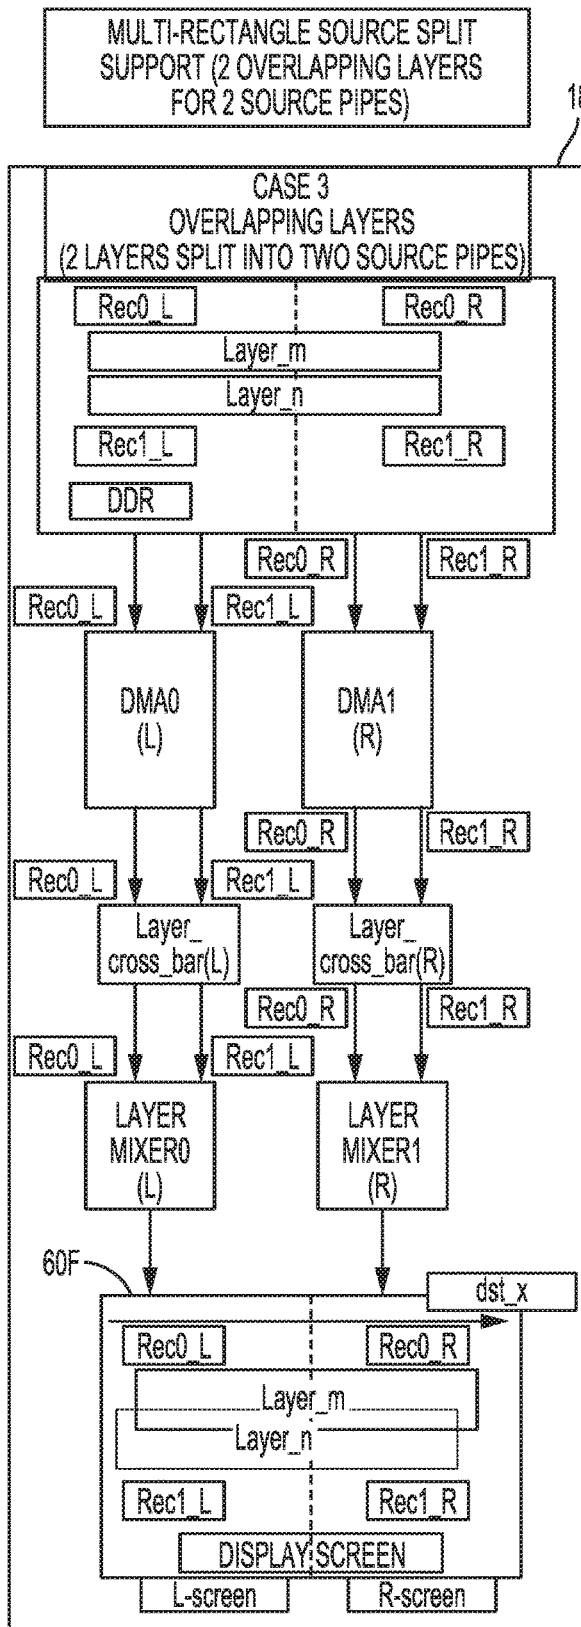 MULTI-RECTANGLE SOURCE SPLIT
SUPPORT (2 OVERLAPPING LAYERS
FOR 2 SOURCE PIPES)
CASE 3
OVERLAPPING LAYERS
(2 LAYERS SPLIT INTO TWO SOURCE PIPES)
Rec0_L Rec0_R
Layer_m
Layer_n
Rec1_L Rec1_R
DDR
Rec0_R Rec1_R
Rec0_L Rec1_L
DMA0 DMA1
(L) (R)
Rec0_R Rec1_R
Rec0_L Rec1_L
Layer_ Layer_
cross_bar(L) cross_bar(R)
Rec0_R Rec1_R
Rec0_L Rec1_L
LAYER LAYER
MIXER0 MIXER1
(L) (R)
60F
dst_x
Rec0_L Rec0_R
Layer_m
Layer_n
Rec1_L Rec1_R
DISPLAY SCREEN
L-screen R-screen